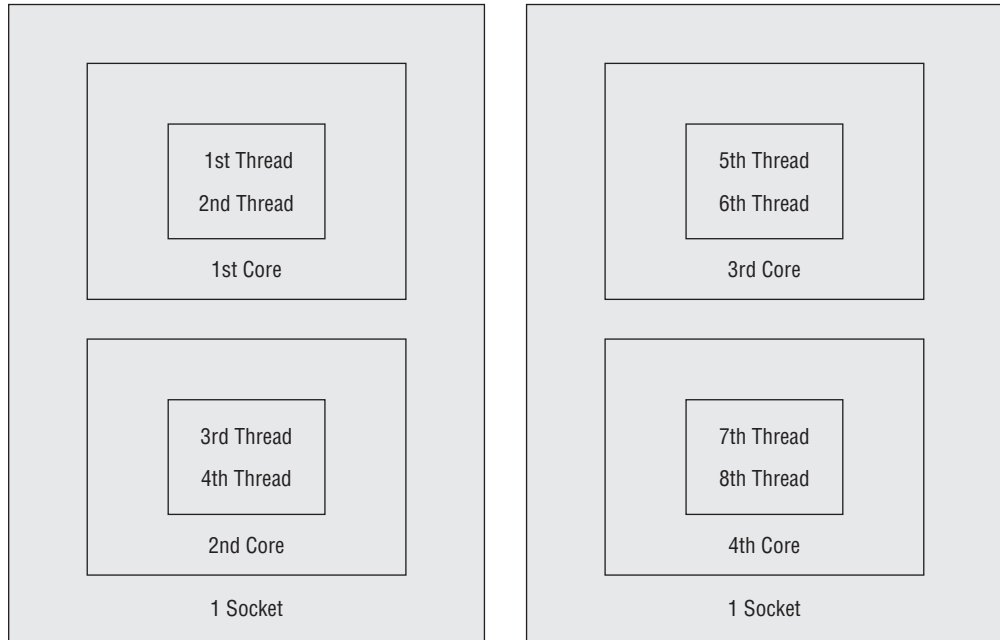 1st Thread
2nd Thread
1st Core
3rd Thread
4th Thread
2nd Core
1 Socket
5th Thread
6th Thread
3rd Core
7th Thread
8th Thread
4th Core
1 Socket